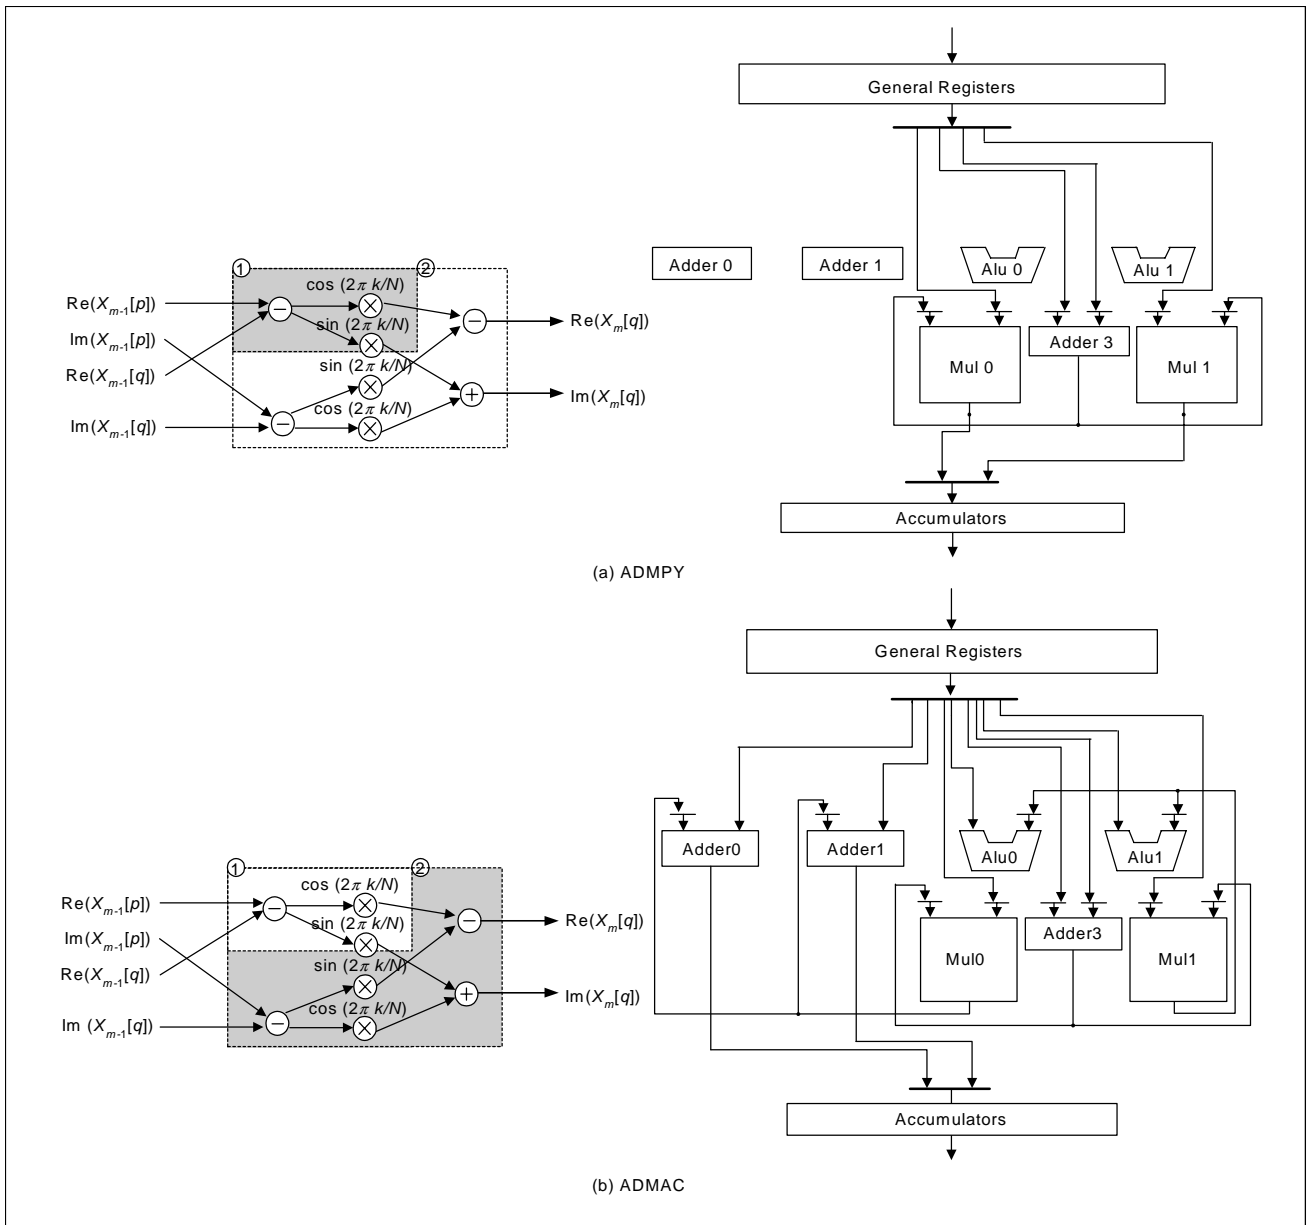 General Registers
Adder 0
Adder 1
Alu 0
Alu 1
Mul 0
Adder 3
Mul 1
Accumulators
1
2
cos (2π k/N)
sin (2π k/N)
sin (2π k/N)
cos (2π k/N)
Re(Xm-1[p])
Im(Xm-1[p])
Re(Xm-1[q])
Im(Xm-1[q])
Re(Xm[q])
Im(Xm[q])
(a) ADMPY
General Registers
Adder0
Adder1
Alu0
Alu1
Mul0
Adder3
Mul1
Accumulators
1
2
cos (2π k/N)
sin (2π k/N)
sin (2π k/N)
cos (2π k/N)
Re(Xm-1[p])
Im(Xm-1[p])
Re(Xm-1[q])
Im (Xm-1[q])
Re(Xm[q])
Im(Xm[q])
(b) ADMAC